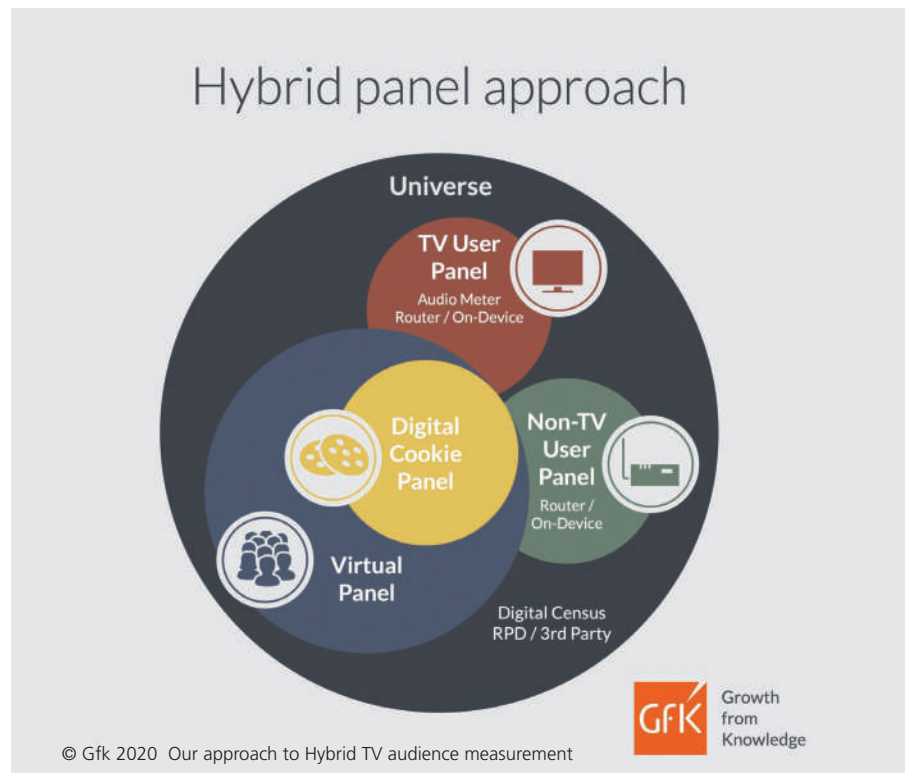 Hybrid panel approach
Universe
TV User
Panel
Audio Meter
Router / On-Device
Digital
Cookie
Panel
Non-TV
User
Panel
Router /
On-Device
Virtual
Panel
Digital Census
RPD / 3rd Party
GfK
Growth
from
Knowledge
© Gfk 2020 Our approach to Hybrid TV audience measurement